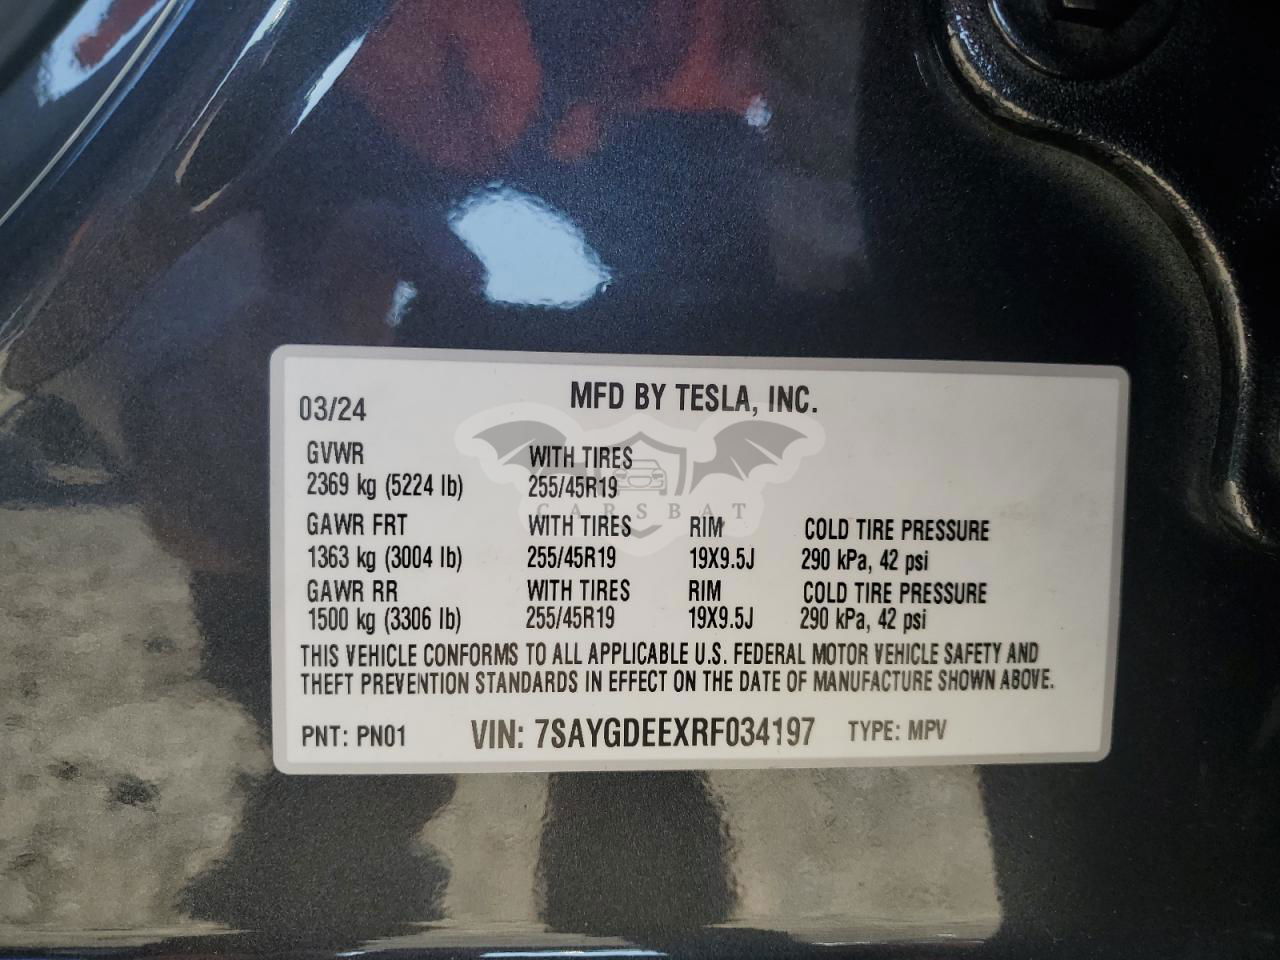 MFD BY TESLA, INC.
03/24
GVWR WITH TIRES
2369 kg (5224 lb) 255/45R19
CARSBAT
GAWR FRT WITH TIRES RIM COLD TIRE PRESSURE
1363 kg (3004 lb) 255/45R19 19X9.5J 290 kPa, 42 psi
GAWR RR WITH TIRES RIM COLD TIRE PRESSURE
1500 kg (3306 lb) 255/45R19 19X9.5J 290 kPa, 42 psi
THIS VEHICLE CONFORMS TO ALL APPLICABLE U.S. FEDERAL MOTOR VEHICLE SAFETY AND
THEFT PREVENTION STANDARDS IN EFFECT ON THE DATE OF MANUFACTURE SHOWN ABOVE.
PNT: PN01 VIN: 7SAYGDEEXRF034197 TYPE: MPV